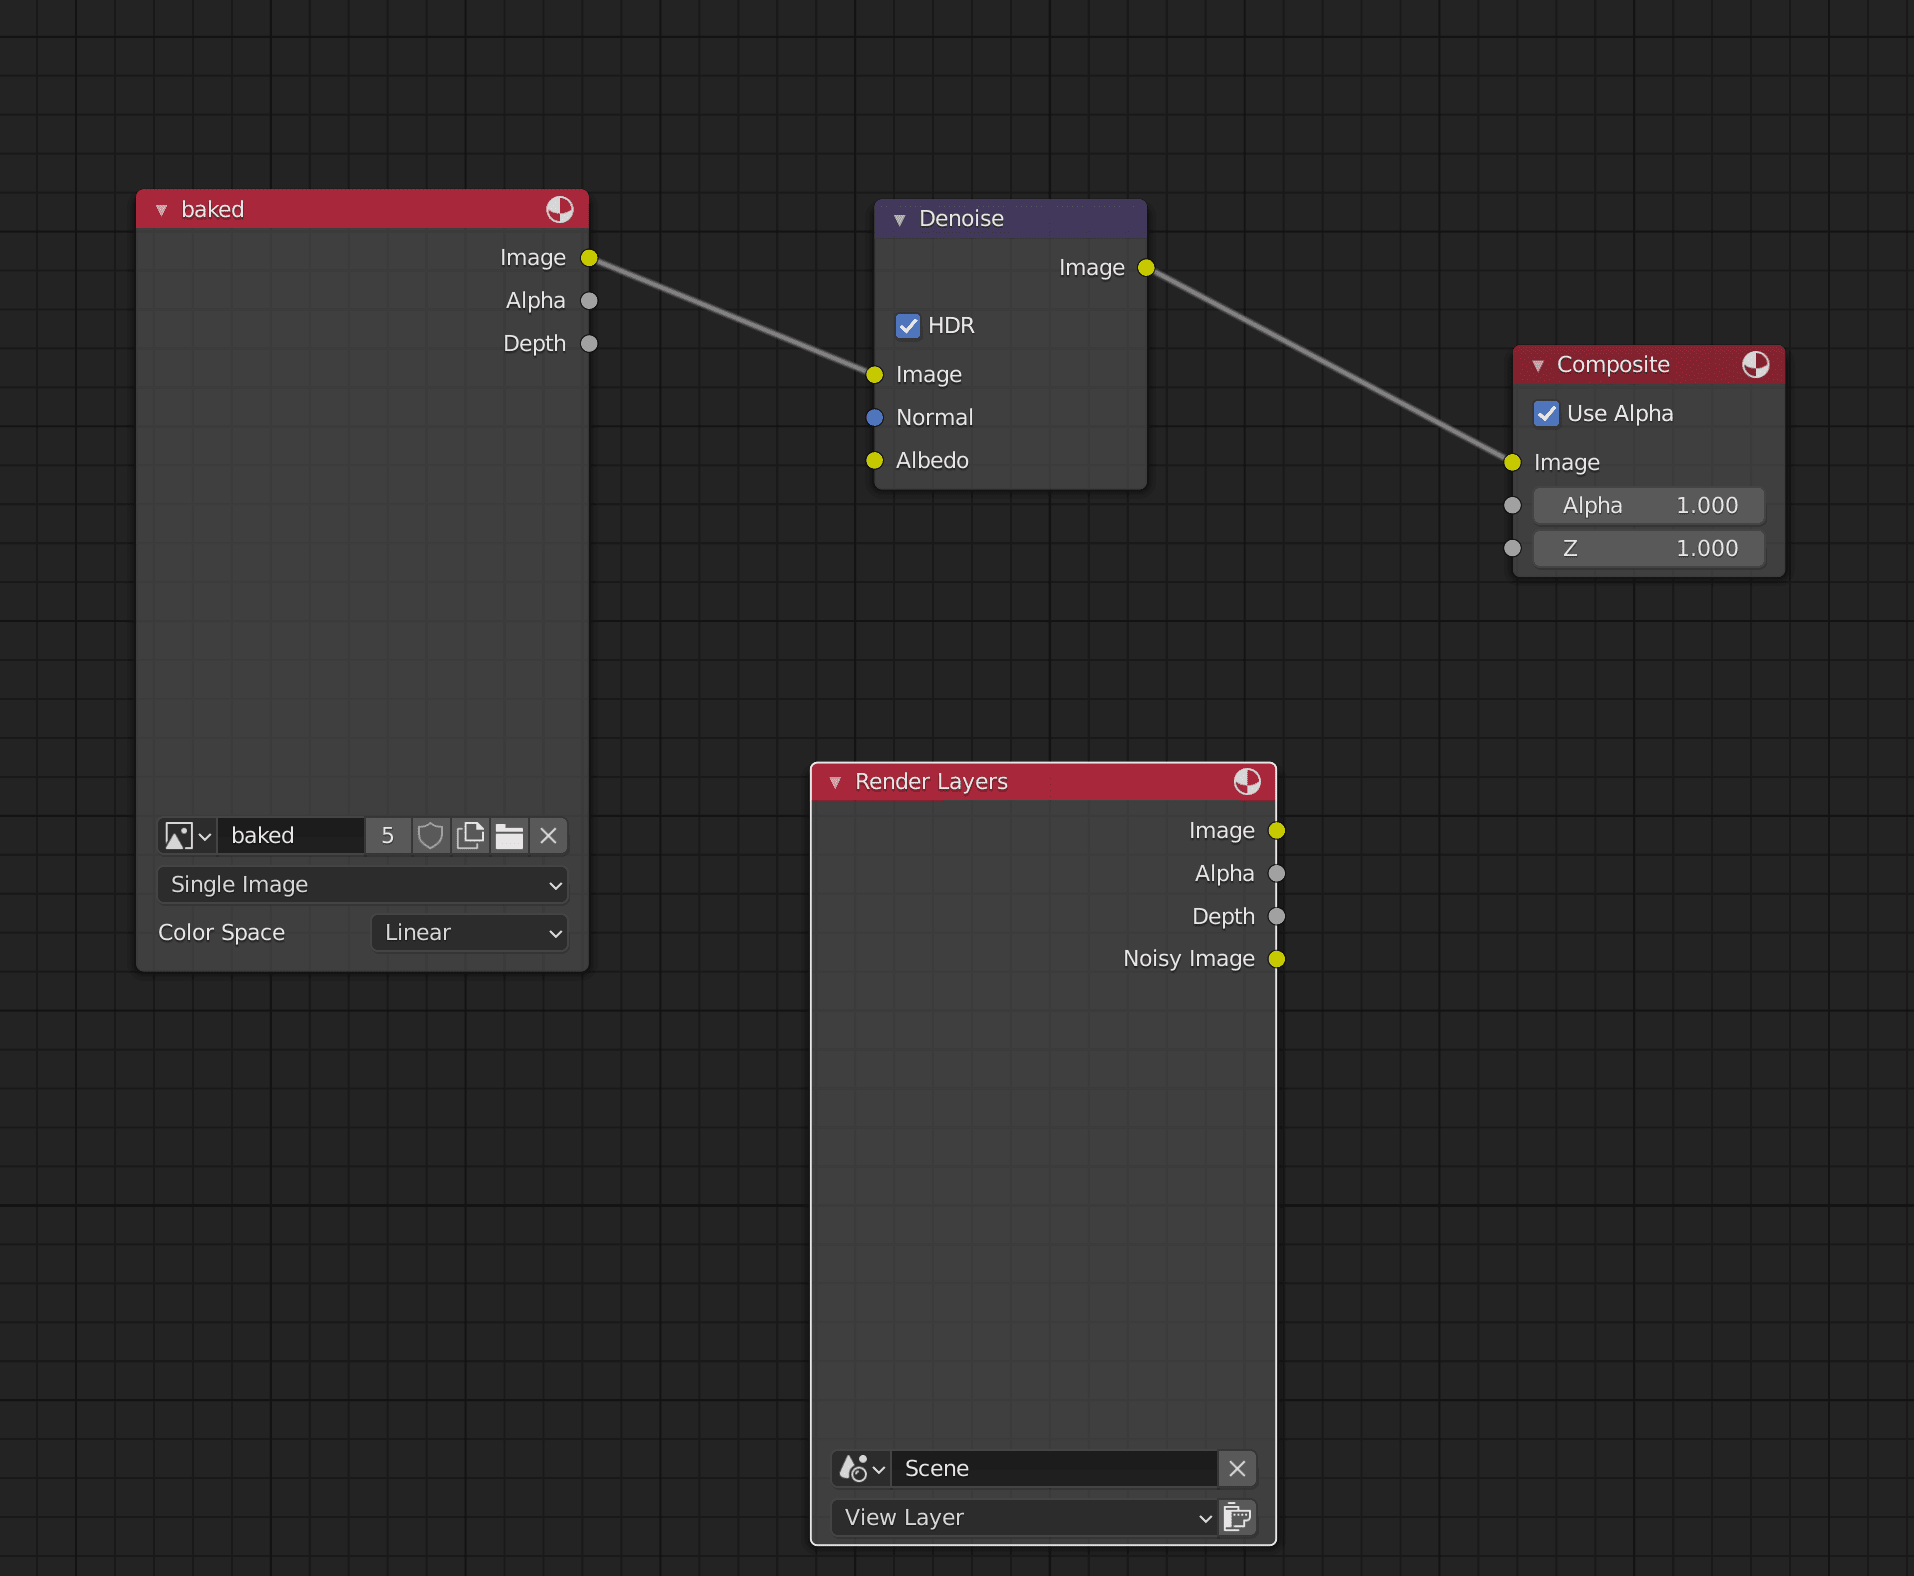 baked
Image
Alpha
Depth
baked 5
Single Image
Color Space Linear
Denoise
Image
HDR
Image
Normal
Albedo
Composite
Use Alpha
Image
Alpha 1.000
Z 1.000
Render Layers
Image
Alpha
Depth
Noisy Image
Scene
View Layer